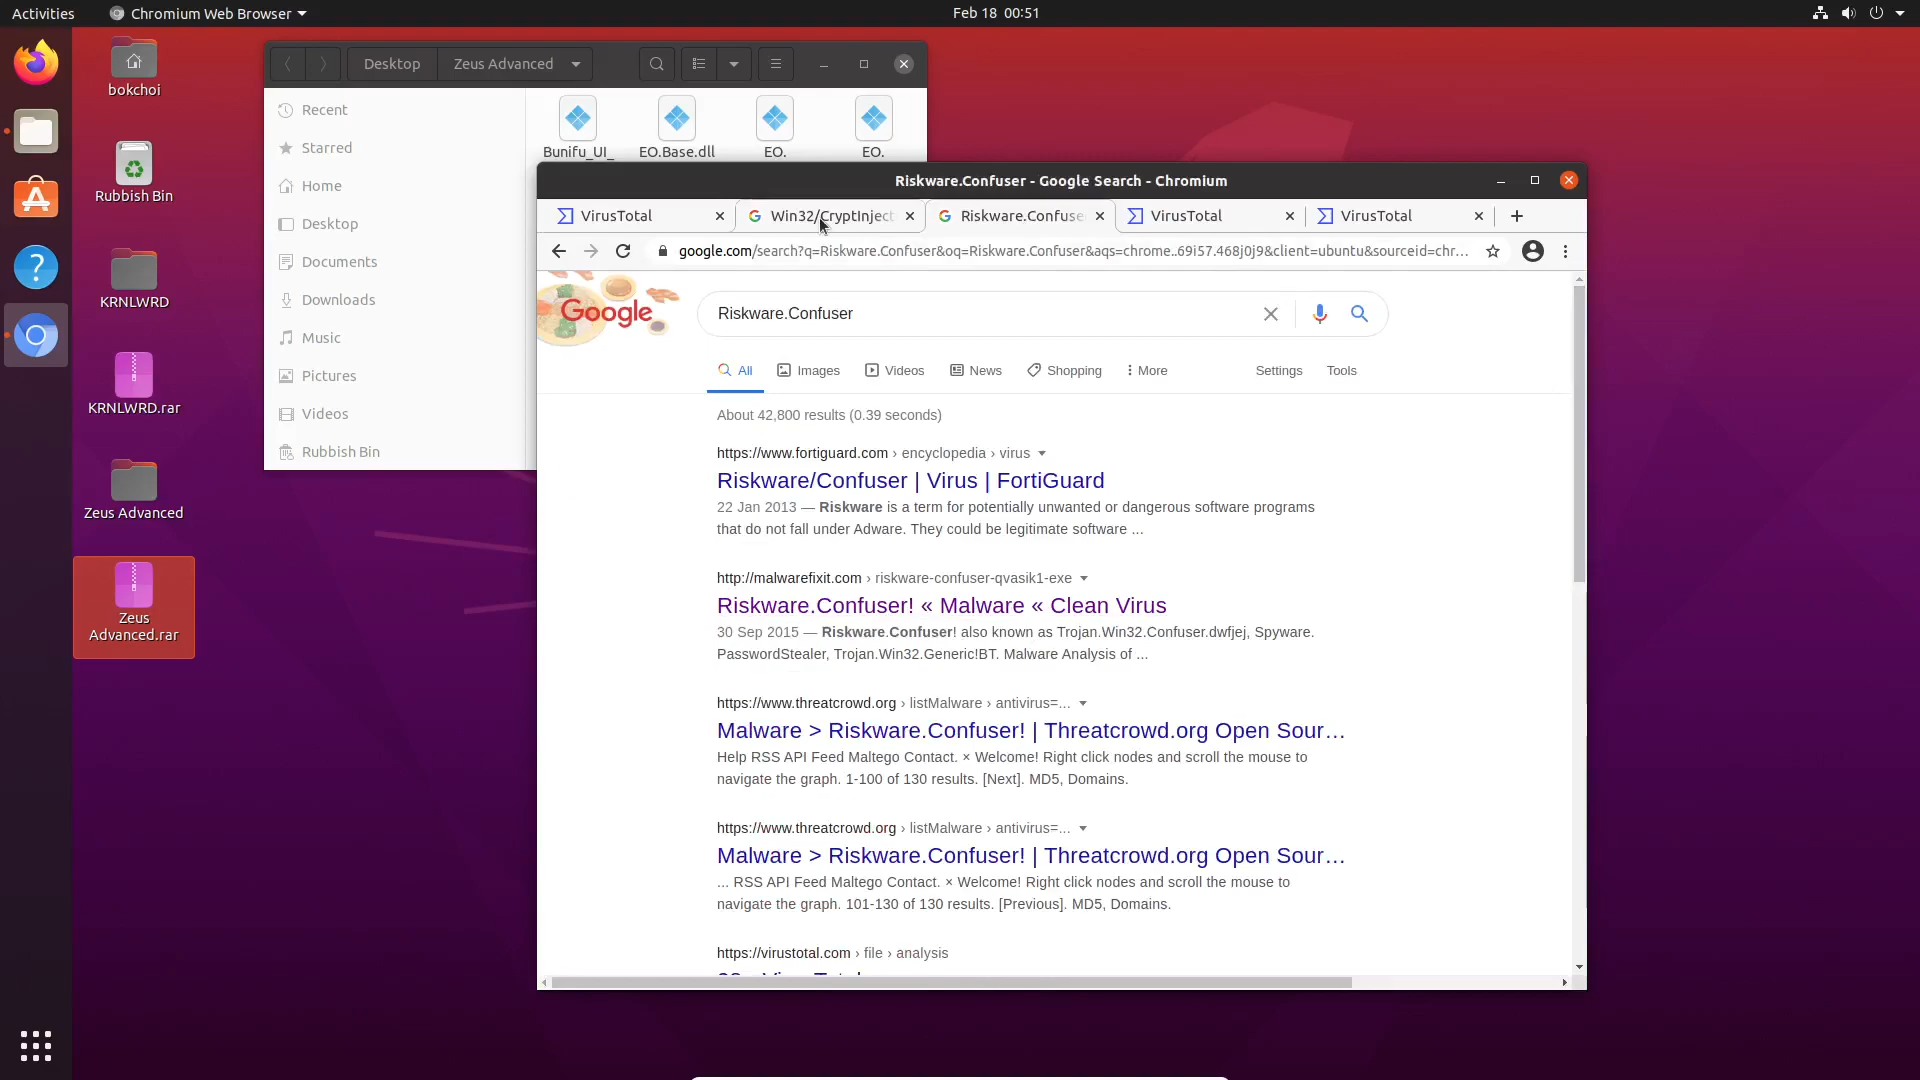 Activities
Chromium Web Browser
Feb 18 00:51
bokchoi
Rubbish Bin
KRNLWRD
KRNLWRD.rar
Zeus Advanced
Zeus
Advanced.rar
Desktop
Zeus Advanced
Recent
Starred
Home
Desktop
Documents
Downloads
Music
Pictures
Videos
Rubbish Bin
Bunifu_UI_
EO.Base.dll
EO.
EO.
Riskware.Confuser - Google Search - Chromium
VirusTotal
Win32/CryptInject
Riskware.Confuse
VirusTotal
VirusTotal
google.com/search?q=Riskware.Confuser&oq=Riskware.Confuser&aqs=chrome..69i57.468j0j9&client=ubuntu&sourceid=chr...
Google
Riskware.Confuser
All
Images
Videos
News
Shopping
More
Settings
Tools
About 42,800 results (0.39 seconds)
https://www.fortiguard.com › encyclopedia › virus
Riskware/Confuser | Virus | FortiGuard
22 Jan 2013 — Riskware is a term for potentially unwanted or dangerous software programs
that do not fall under Adware. They could be legitimate software ...
http://malwarefixit.com › riskware-confuser-qvasik1-exe
Riskware.Confuser! « Malware « Clean Virus
30 Sep 2015 — Riskware.Confuser! also known as Trojan.Win32.Confuser.dwfjej, Spyware.
PasswordStealer, Trojan.Win32.Generic!BT. Malware Analysis of ...
https://www.threatcrowd.org › listMalware › antivirus=...
Malware > Riskware.Confuser! | Threatcrowd.org Open Sour...
Help RSS API Feed Maltego Contact. × Welcome! Right click nodes and scroll the mouse to
navigate the graph. 1-100 of 130 results. [Next]. MD5, Domains.
https://www.threatcrowd.org › listMalware › antivirus=...
Malware > Riskware.Confuser! | Threatcrowd.org Open Sour...
... RSS API Feed Maltego Contact. × Welcome! Right click nodes and scroll the mouse to
navigate the graph. 101-130 of 130 results. [Previous]. MD5, Domains.
https://virustotal.com › file › analysis